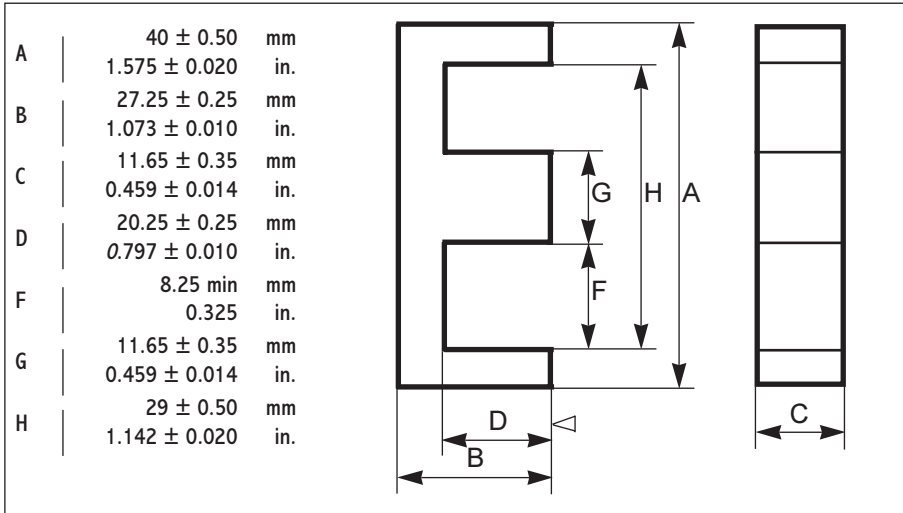 A
40 ± 0.50 mm
1.575 ± 0.020 in.
B
27.25 ± 0.25 mm
1.073 ± 0.010 in.
C
11.65 ± 0.35 mm
0.459 ± 0.014 in.
D
20.25 ± 0.25 mm
0.797 ± 0.010 in.
F
8.25 min mm
0.325 in.
G
11.65 ± 0.35 mm
0.459 ± 0.014 in.
H
29 ± 0.50 mm
1.142 ± 0.020 in.
G H A
F
D
B
C